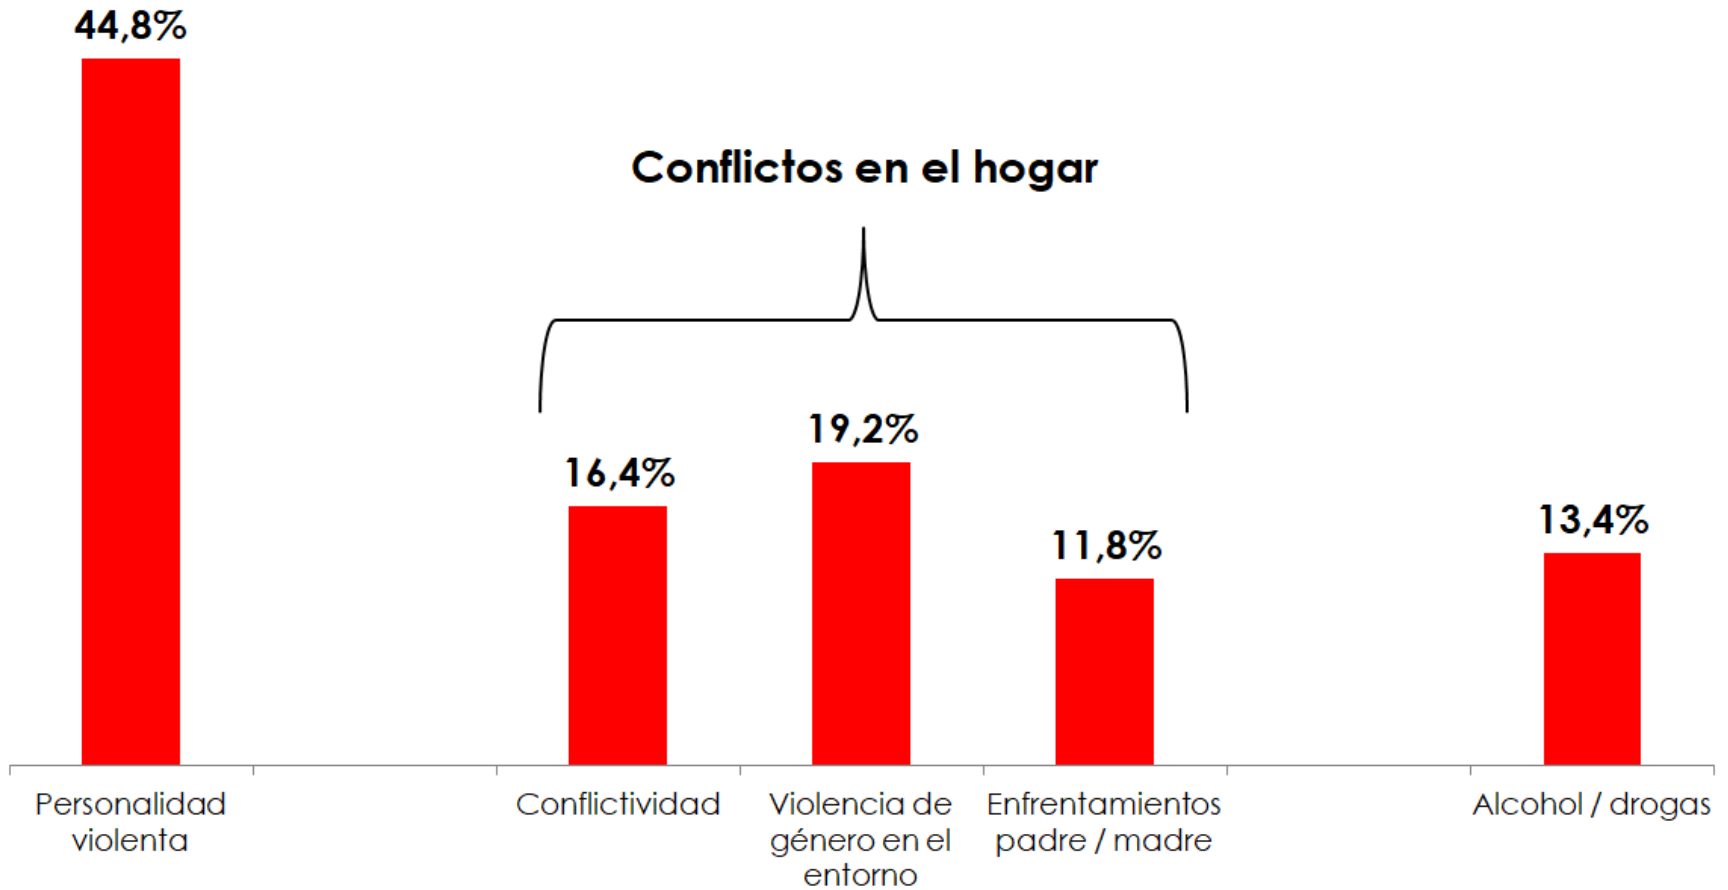 44,8%
Conflictos en el hogar
16,4%
19,2%
11,8%
13,4%
Personalidad
violenta
Conflictividad
Violencia de
género en el
entorno
Enfrentamientos
padre / madre
Alcohol / drogas